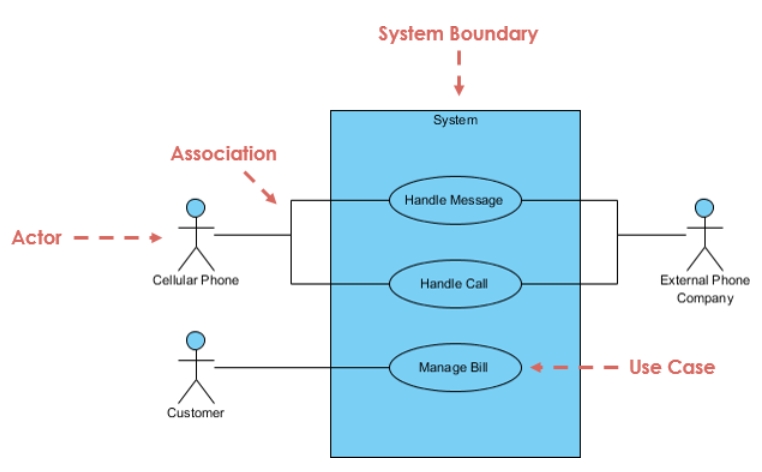 System Boundary
System
Association
Handle Message
Actor
Cellular Phone
Handle Call
External Phone
Company
Manage Bill
Use Case
Customer